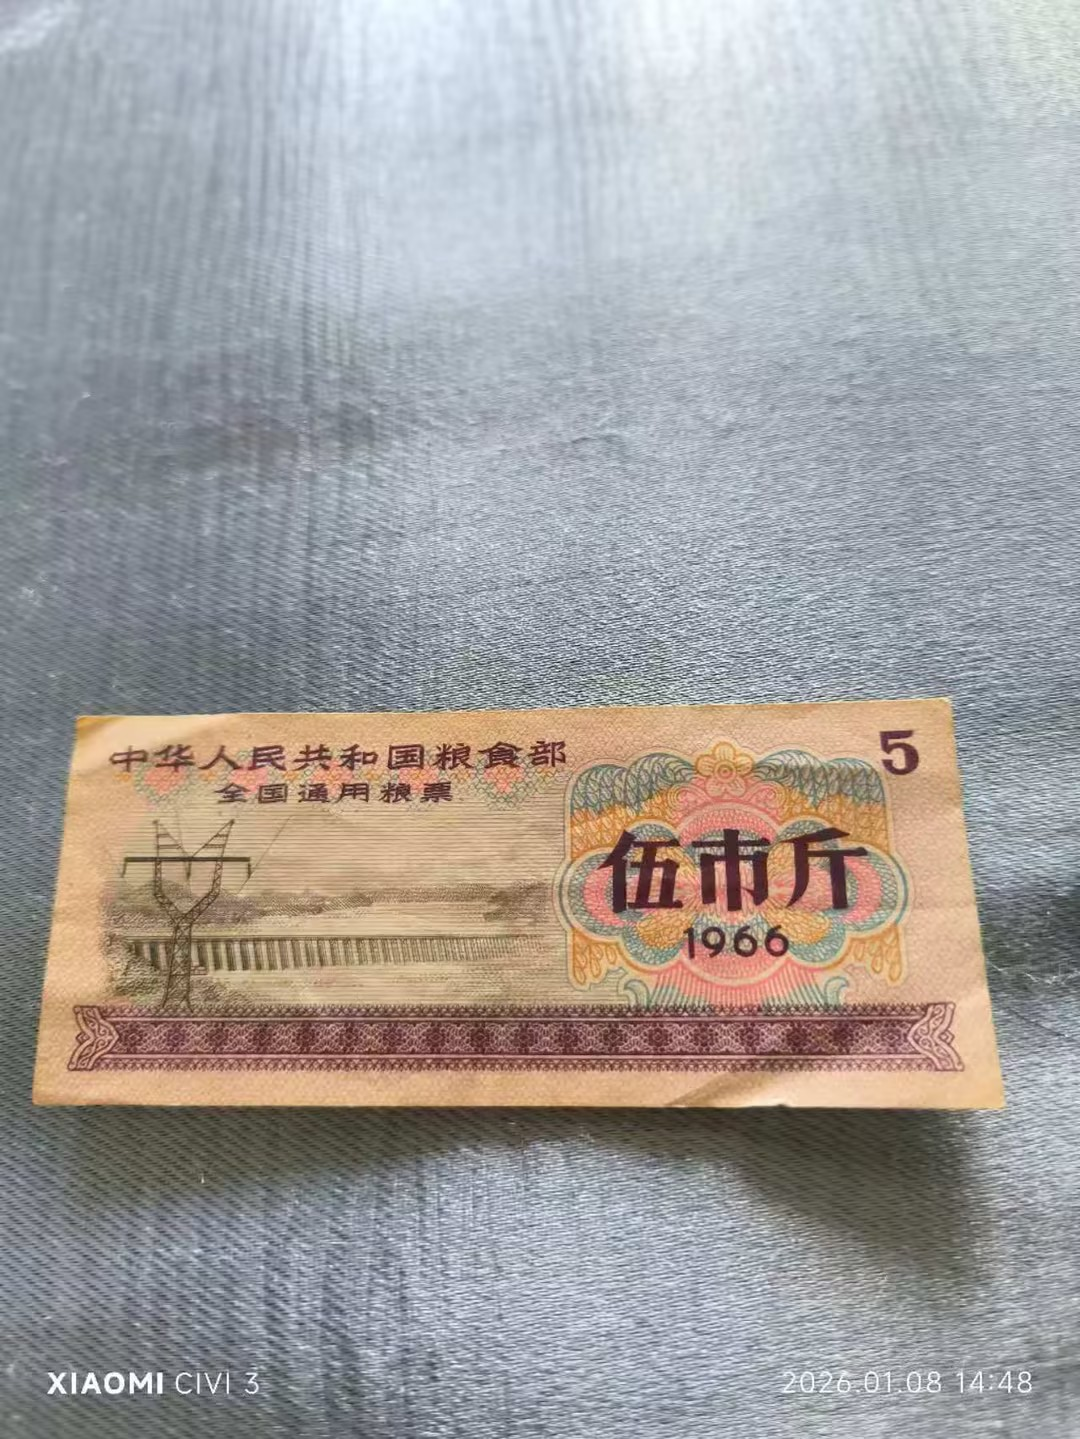 中华人民共和国粮食部
全国通用粮票
5
伍市斤
1966
XIAOMI CIVI 3
2026.01.08 14:48